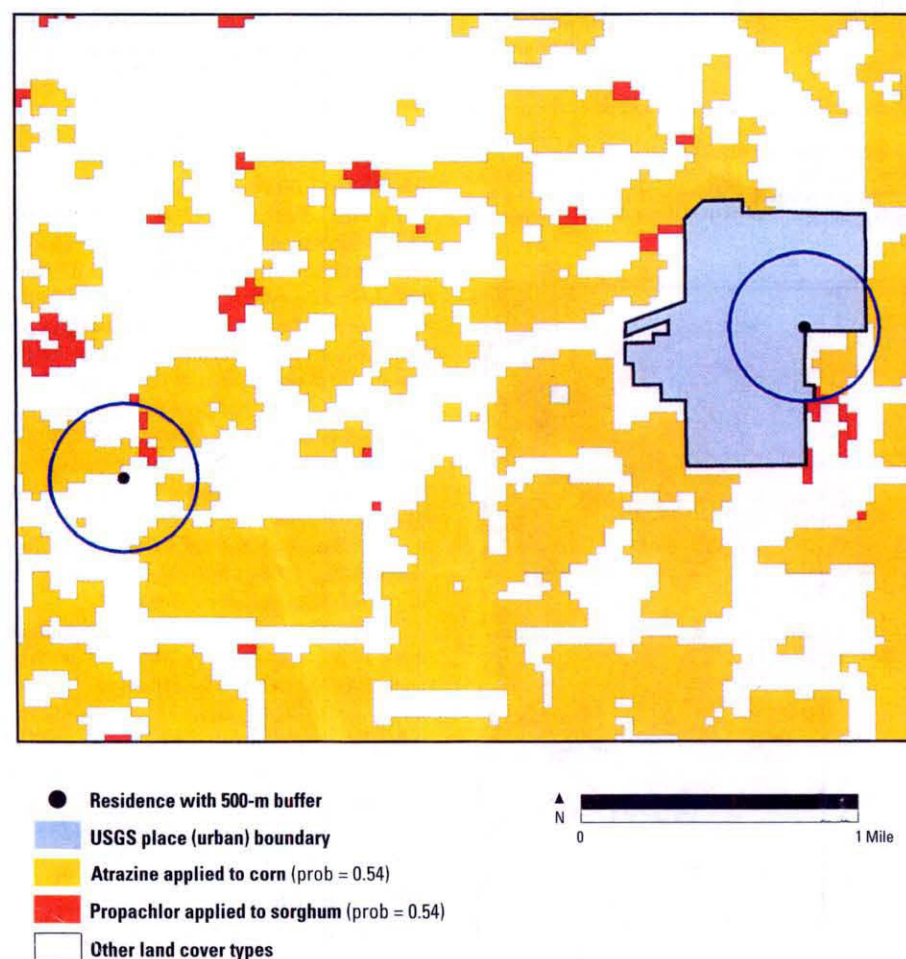 Residence with 500-m buffer
USGS place (urban) boundary
Atrazine applied to corn (prob = 0.54)
Propachlor applied to sorghum (prob = 0.54)
Other land cover types
N
0 1 Mile